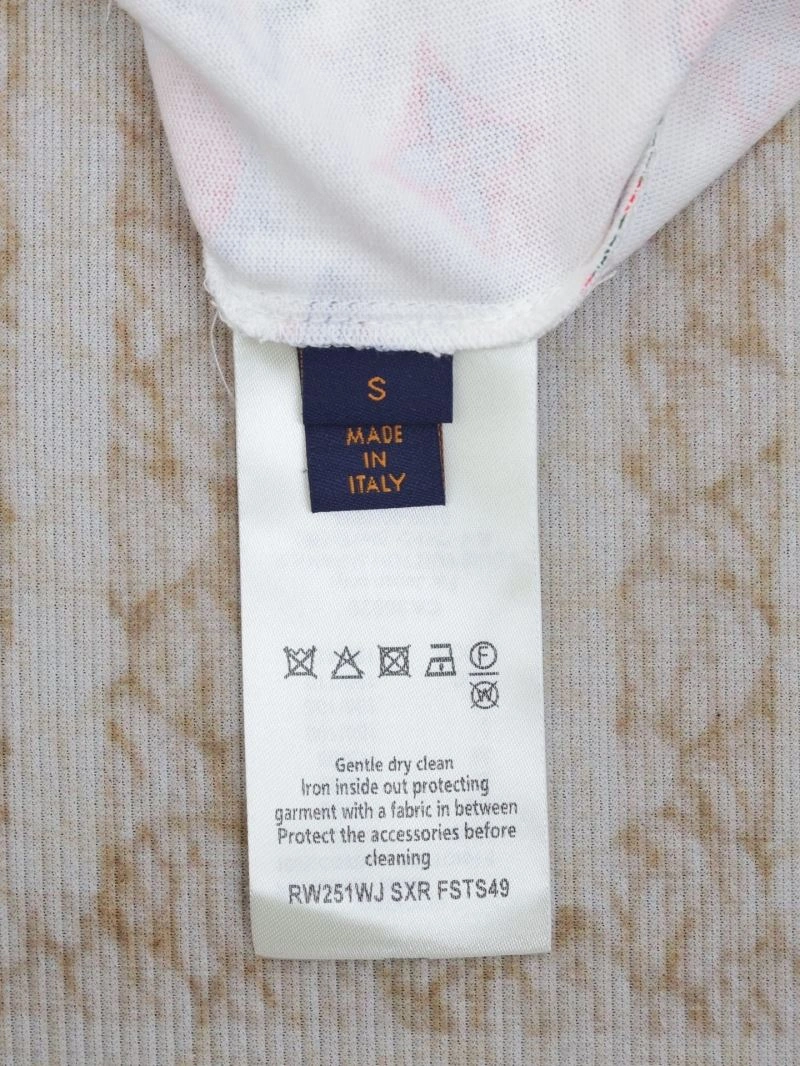 S
MADE
IN
ITALY
F
W
Gentle dry clean
Iron inside out protecting
garment with a fabric in between
Protect the accessories before
cleaning
RW251WJ SXR FSTS49